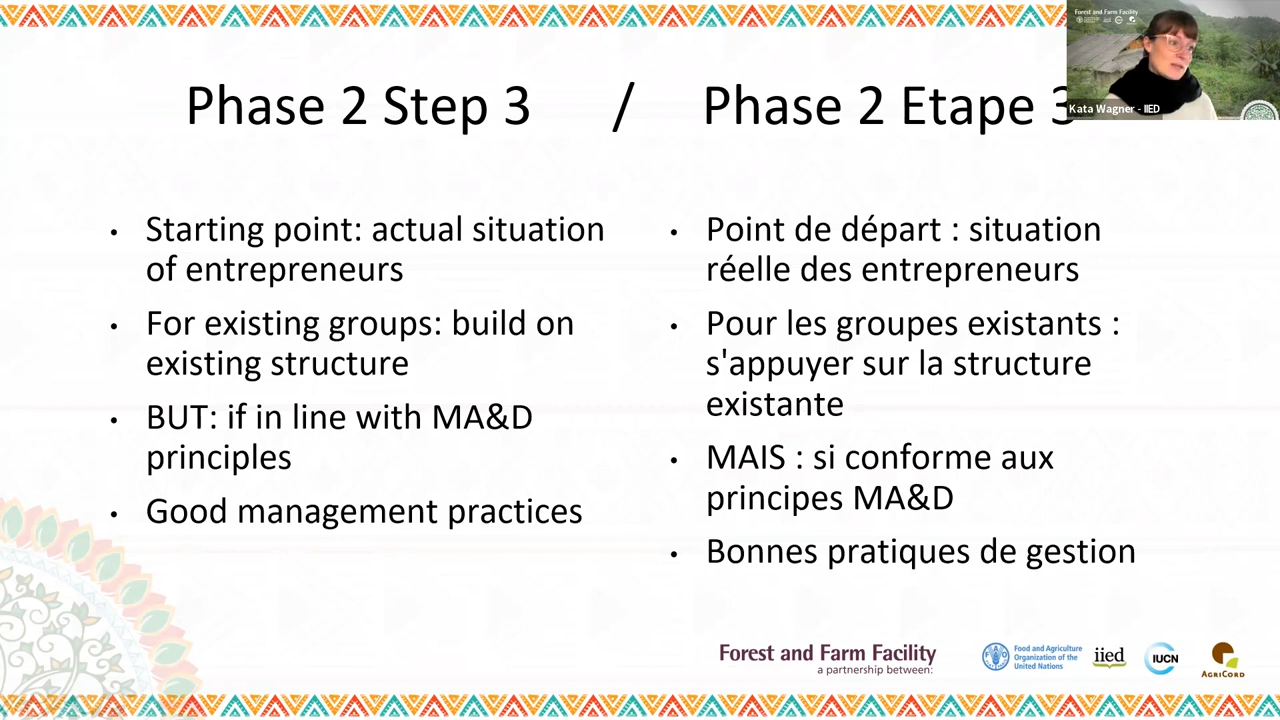 Phase 2 Step 3 / Phase 2 Etape 3
Forest and Farm Facility
Kata Wagner - IIED
• Starting point: actual situation
of entrepreneurs
• For existing groups: build on
existing structure
• BUT: if in line with MA&D
principles
• Good management practices
• Point de départ : situation
réelle des entrepreneurs
• Pour les groupes existants :
s'appuyer sur la structure
existante
• MAIS : si conforme aux
principes MA&D
• Bonnes pratiques de gestion
Forest and Farm Facility
a partnership between:
Food and Agriculture
Organization of the
United Nations
iied
IUCN
AGRICORD